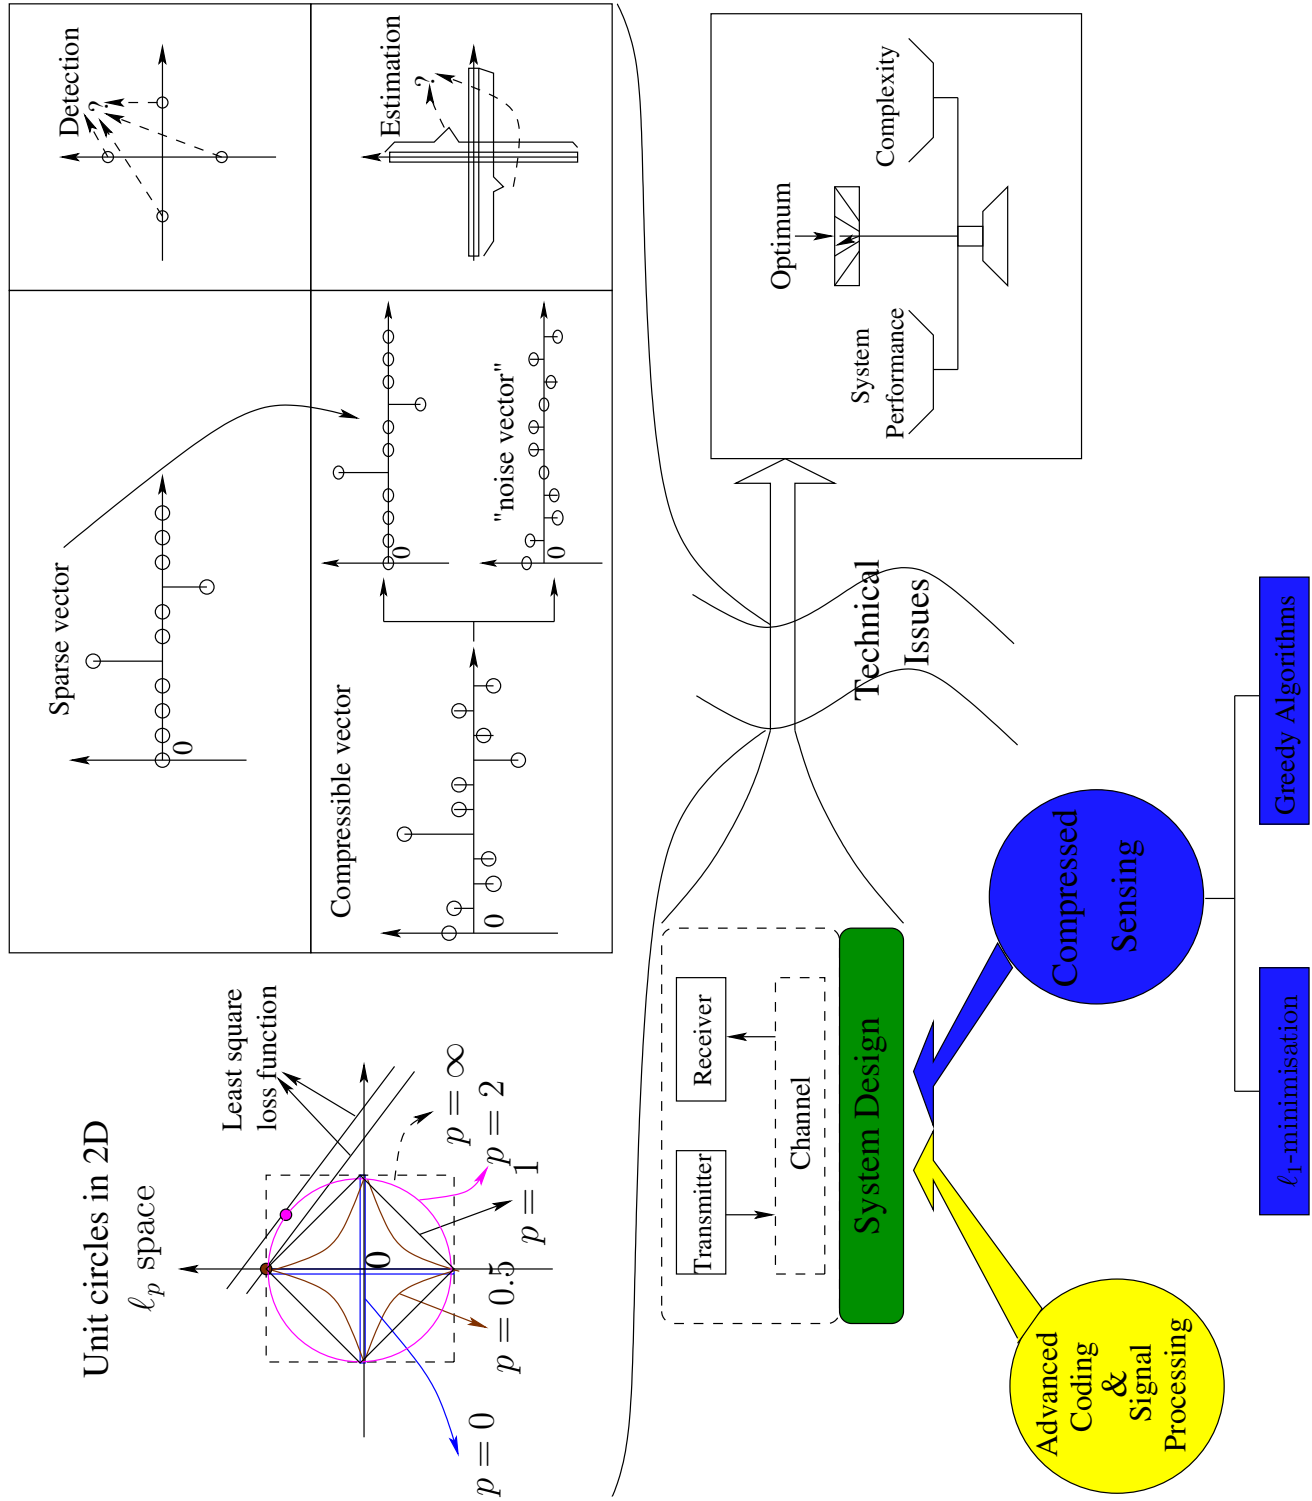 Unit circles in 2D
ℓp space
Least square
loss function
p = ∞
p = 2
p = 1
p = 0.5
p = 0
0
Sparse vector
0
Detection
?
Compressible vector
0
0
"noise vector"
0
Estimation
?
Transmitter
Receiver
Channel
System Design
Technical
Issues
Optimum
System
Performance
Complexity
Advanced
Coding
&
Signal
Processing
Compressed
Sensing
ℓ1-minimisation
Greedy Algorithms